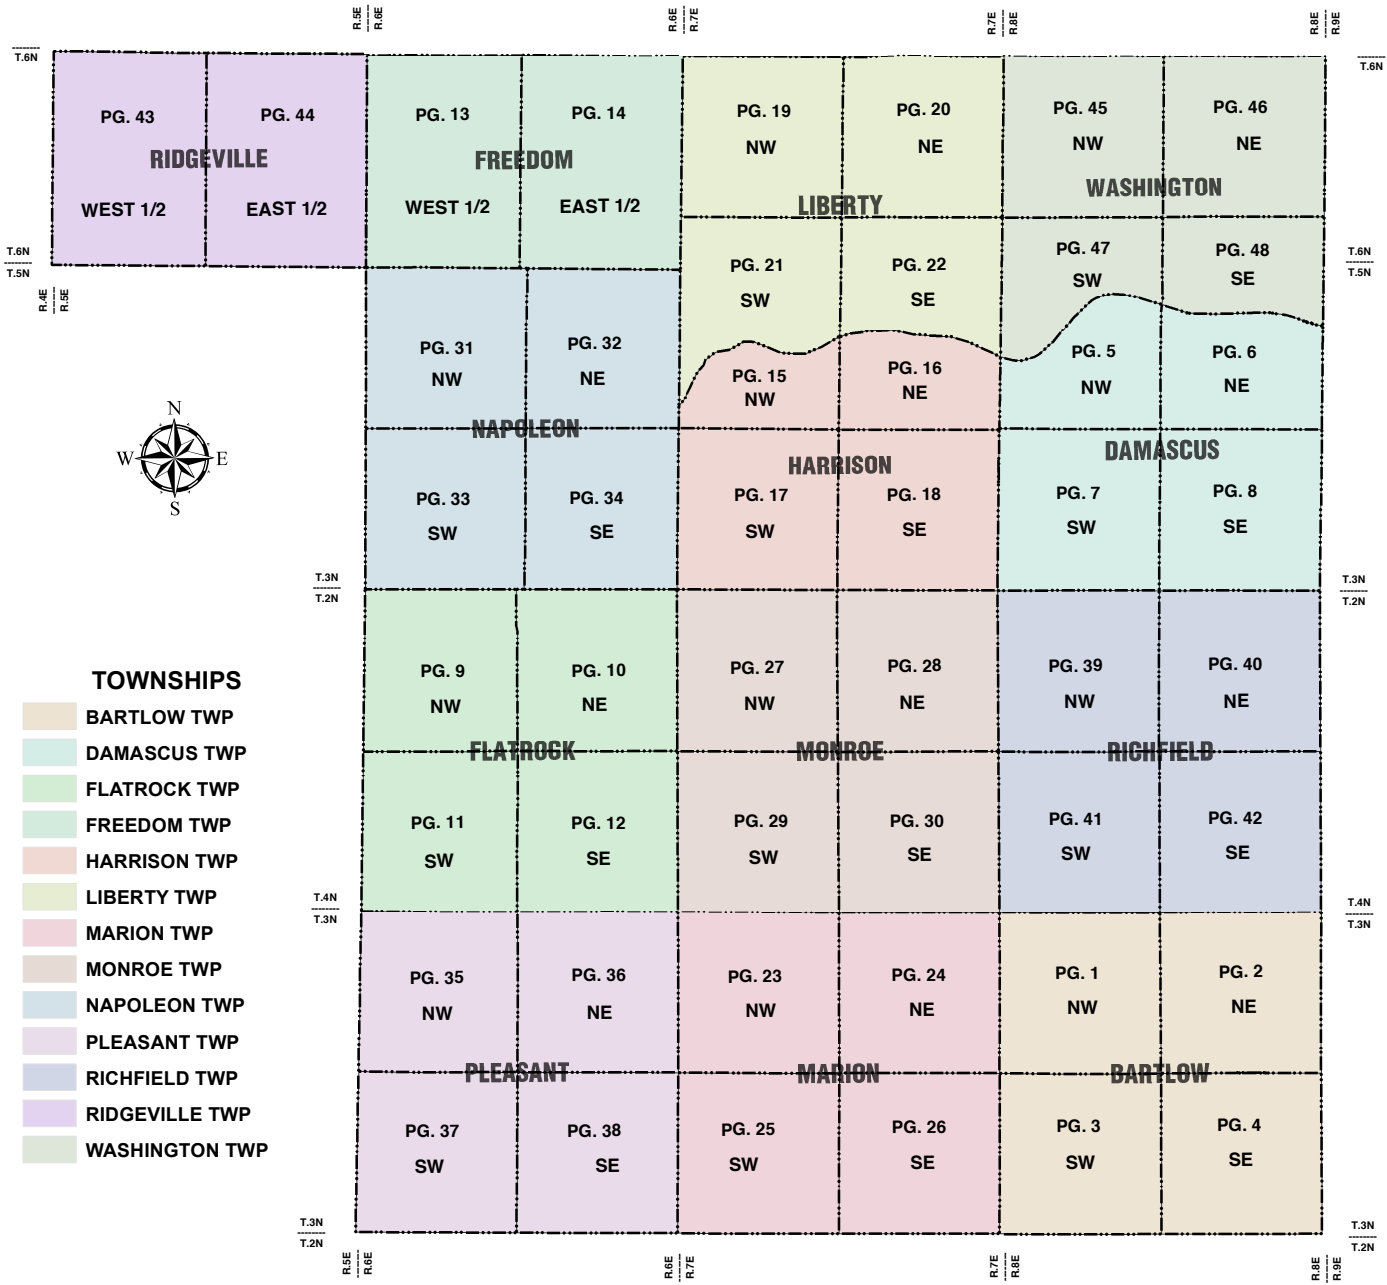 R.5E
R.6E
R.6E
R.7E
R.7E
R.8E
R.8E
R.9E
T.6N
T.6N
PG. 43
PG. 44
PG. 13
PG. 14
PG. 19
PG. 20
PG. 45
PG. 46
NW
NE
NW
NE
RIDGEVILLE
FREEDOM
LIBERTY
WASHINGTON
WEST 1/2
EAST 1/2
WEST 1/2
EAST 1/2
T.6N
T.5N
T.6N
T.5N
R.4E
R.5E
PG. 21
SW
PG. 22
SE
PG. 47
SW
PG. 48
SE
PG. 31
NW
PG. 32
NE
PG. 15
NW
PG. 16
NE
PG. 5
NW
PG. 6
NE
N
W
E
S
NAPOLEON
HARRISON
DAMASCUS
PG. 33
SW
PG. 34
SE
PG. 17
SW
PG. 18
SE
PG. 7
SW
PG. 8
SE
T.3N
T.2N
T.3N
T.2N
PG. 9
NW
PG. 10
NE
PG. 27
NW
PG. 28
NE
PG. 39
NW
PG. 40
NE
FLATROCK
MONROE
RICHFIELD
PG. 11
SW
PG. 12
SE
PG. 29
SW
PG. 30
SE
PG. 41
SW
PG. 42
SE
T.4N
T.3N
T.4N
T.3N
PG. 35
NW
PG. 36
NE
PG. 23
NW
PG. 24
NE
PG. 1
NW
PG. 2
NE
PLEASANT
MARION
BARTLOW
PG. 37
SW
PG. 38
SE
PG. 25
SW
PG. 26
SE
PG. 3
SW
PG. 4
SE
T.3N
T.2N
T.3N
T.2N
R.5E
R.6E
R.6E
R.7E
R.7E
R.8E
R.8E
R.9E
TOWNSHIPS
BARTLOW TWP
DAMASCUS TWP
FLATROCK TWP
FREEDOM TWP
HARRISON TWP
LIBERTY TWP
MARION TWP
MONROE TWP
NAPOLEON TWP
PLEASANT TWP
RICHFIELD TWP
RIDGEVILLE TWP
WASHINGTON TWP